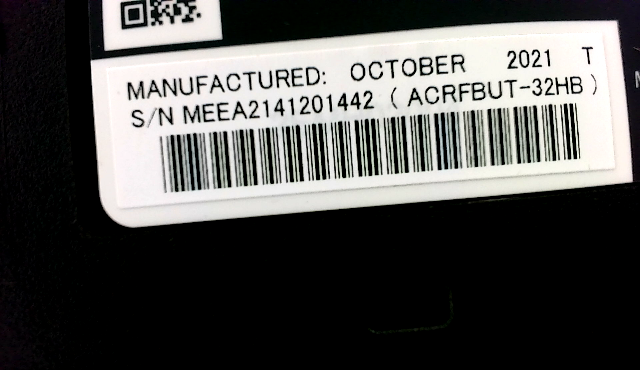 MANUFACTURED: OCTOBER 2021 T
S/N MEEA2141201442 ( ACRFBUT-32HB )